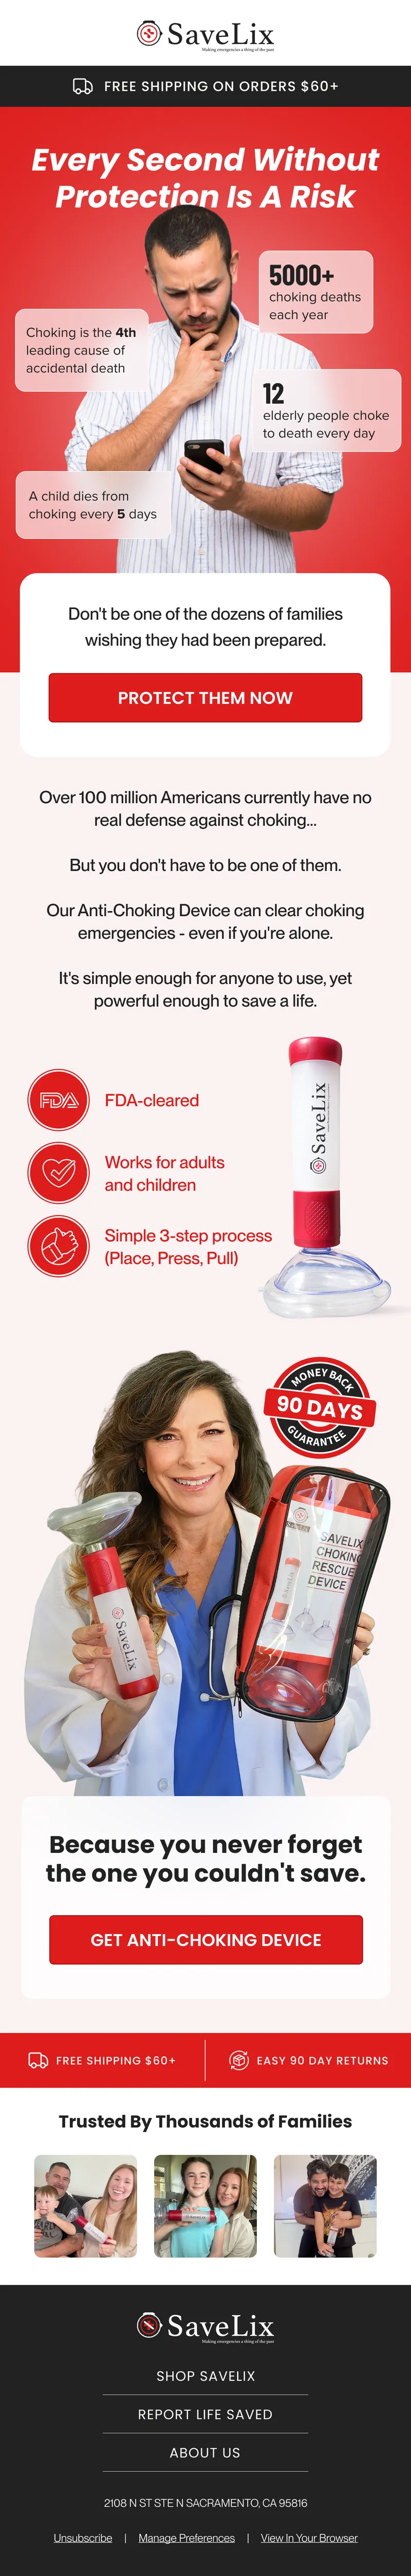 SaveLix
Making emergencies a thing of the past
FREE SHIPPING ON ORDERS $60+
Every Second Without
Protection Is A Risk
5000+
choking deaths
each year
Choking is the 4th
leading cause of
accidental death
12
elderly people choke
to death every day
A child dies from
choking every 5 days
Don't be one of the dozens of families
wishing they had been prepared.
PROTECT THEM NOW
Over 100 million Americans currently have no
real defense against choking...
But you don't have to be one of them.
Our Anti-Choking Device can clear choking
emergencies - even if you're alone.
It's simple enough for anyone to use, yet
powerful enough to save a life.
FDA
FDA-cleared
Works for adults
and children
Simple 3-step process
(Place, Press, Pull)
SaveLix
MONEY BACK
90 DAYS
GUARANTEE
SAVELIX
CHOKING
RESCUE
DEVICE
SaveLix
SaveLix
Because you never forget
the one you couldn't save.
GET ANTI-CHOKING DEVICE
FREE SHIPPING $60+
EASY 90 DAY RETURNS
Trusted By Thousands of Families
SaveLix
Making emergencies a thing of the past
SHOP SAVELIX
REPORT LIFE SAVED
ABOUT US
2108 N ST STE N SACRAMENTO, CA 95816
Unsubscribe | Manage Preferences | View In Your Browser